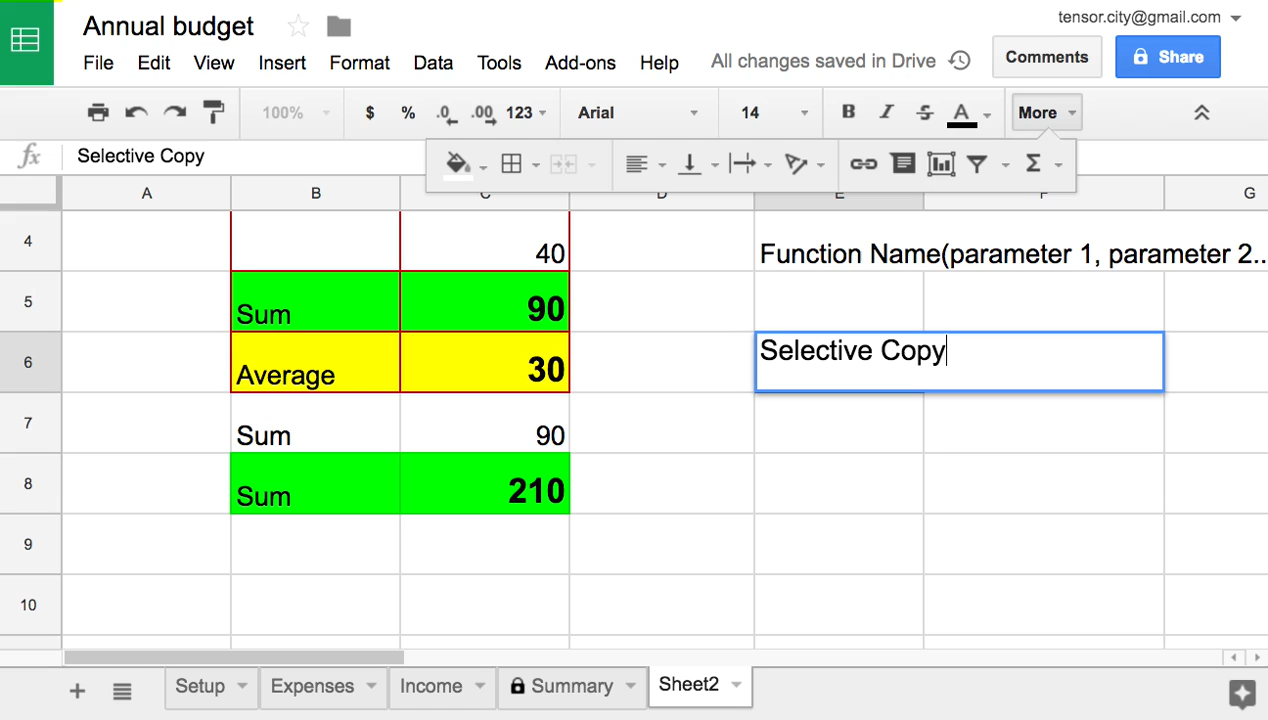 Annual budget
tensor.city@gmail.com
File Edit View Insert Format Data Tools Add-ons Help All changes saved in Drive Comments Share
100% $ % .0 .00 123 Arial 14 B I S A More
fx Selective Copy
A B C D E F G
4 40 Function Name(parameter 1, parameter 2..
5 Sum 90
6 Average 30 Selective Copy
7 Sum 90
8 Sum 210
9
10
+ Setup Expenses Income Summary Sheet2